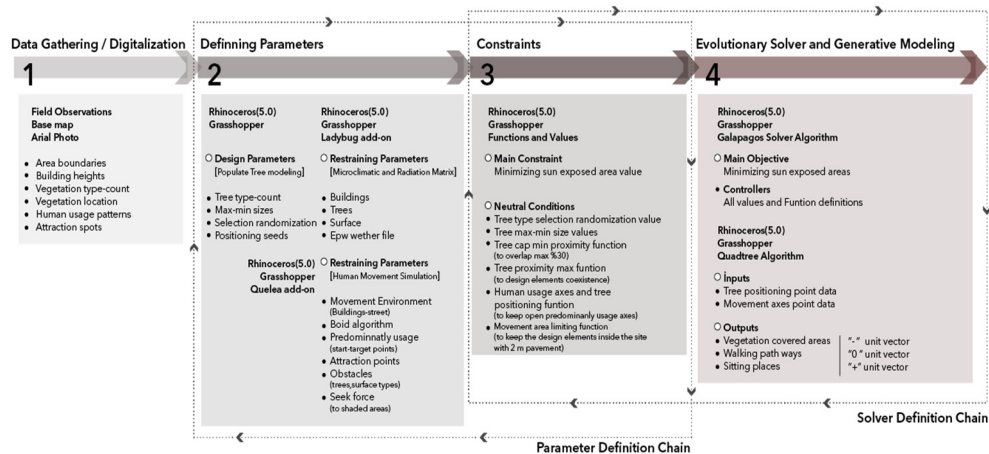 Data Gathering / Digitalization
1
Field Observations
Base map
Arial Photo
Area boundaries
Building heights
Vegetation type-count
Vegetation location
Human usage patterns
Attraction spots
Definning Parameters
2
Rhinoceros(5.0)
Grasshopper
Design Parameters
[Populate Tree modeling]
Tree type-count
Max-min sizes
Selection randomization
Positioning seeds
Rhinoceros(5.0)
Grasshopper
Ladybug add-on
Restraining Parameters
[Microclimatic and Radiation Matrix]
Buildings
Trees
Surface
Epw wether file
Rhinoceros(5.0)
Grasshopper
Quelea add-on
Restraining Parameters
[Human Movement Simulation]
Movement Environment
(Buildings-street)
Boid algorithm
Predominnatly usage
(start-target points)
Attraction points
Obstacles
(trees,surface types)
Seek force
(to shaded areas)
Constraints
3
Rhinoceros(5.0)
Grasshopper
Functions and Values
Main Constraint
Minimizing sun exposed area value
Neutral Conditions
Tree type selection randomization value
Tree max-min size values
Tree cap min proximity function
(to overlap max %30)
Tree proximity max funtion
(to design elements coexistence)
Human usage axes and tree
positioning funtion
(to keep open predominanly usage axes)
Movement area limiting function
(to keep the design elements inside the site
with 2 m pavement)
Evolutionary Solver and Generative Modeling
4
Rhinoceros(5.0)
Grasshopper
Galapagos Solver Algorithm
Main Objective
Minimizing sun exposed areas
Controllers
All values and Funtion definitions
Rhinoceros(5.0)
Grasshopper
Quadtree Algorithm
İnputs
Tree positioning point data
Movement axes point data
Outputs
Vegetation covered areas "-" unit vector
Walking path ways "0" unit vector
Sitting places "+" unit vector
Solver Definition Chain
Parameter Definition Chain